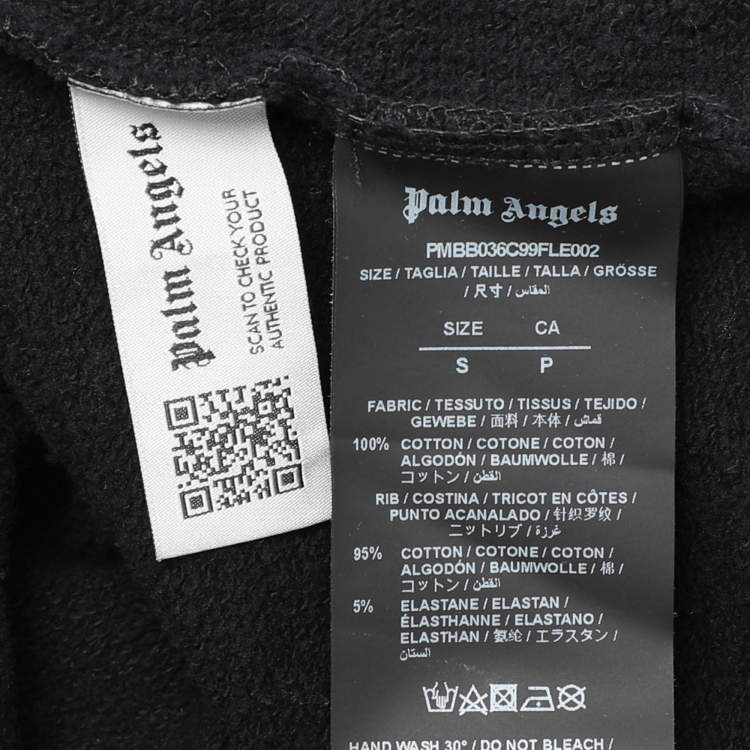 Palm Angels
SCAN TO CHECK YOUR
AUTHENTIC PRODUCT
Palm Angels
PMBB036C99FLE002
SIZE / TAGLIA / TAILLE / TALLA / GRÖSSE
/ 尺寸 / المقاس
SIZE CA
S P
FABRIC / TESSUTO / TISSUS / TEJIDO /
GEWEBE / 面料 / 本体 / قماش
100% COTTON / COTONE / COTON /
ALGODÓN / BAUMWOLLE / 棉 /
コットン / القطن
RIB / COSTINA / TRICOT EN CÔTES /
PUNTO ACANALADO / 针织罗纹 /
ニットリブ / غرزة
95% COTTON / COTONE / COTON /
ALGODÓN / BAUMWOLLE / 棉 /
コットン / القطن
5% ELASTANE / ELASTAN /
ÉLASTHANNE / ELASTANO /
ELASTHAN / 氨纶 / エラスタン /
الستان
HAND WASH 30° / DO NOT BLEACH /